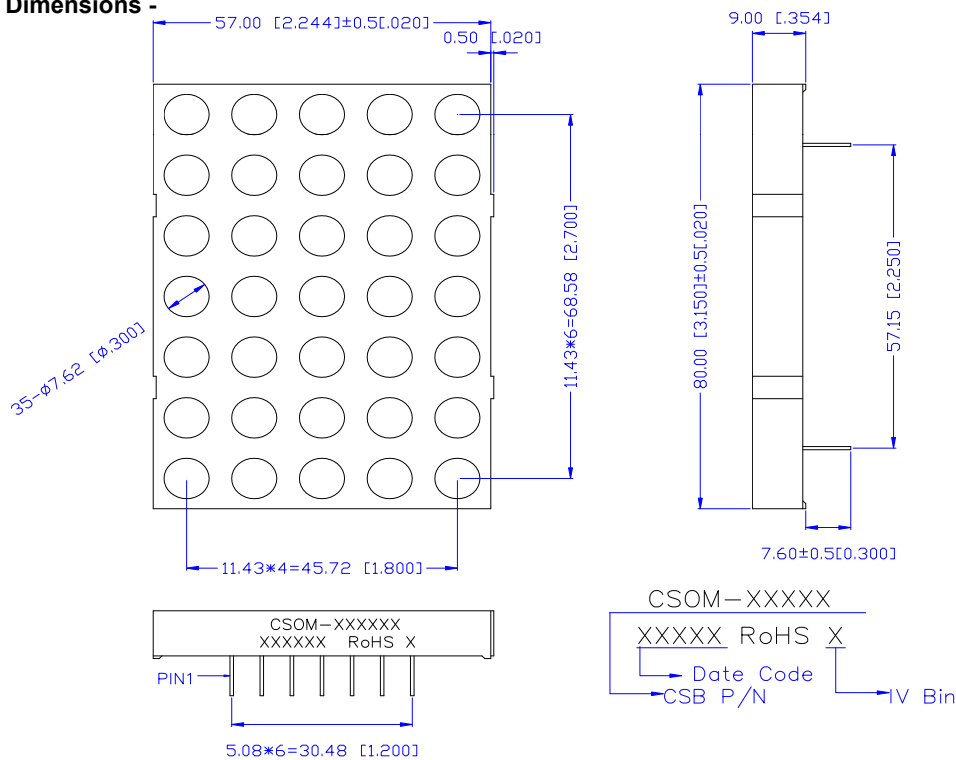 Dimensions -
57.00 [2.244]±0.5[.020]
0.50 [.020]
9.00 [.354]
11.43*6=68.58 [2.700]
80.00 [3.150]±0.5[.020]
57.15 [2.250]
35-ø7.62 [ø.300]
7.60±0.5[0.300]
11.43*4=45.72 [1.800]
CSOM-XXXXXX
XXXXXX RoHS X
PIN1
5.08*6=30.48 [1.200]
CSOM-XXXXX
XXXXX RoHS X
Date Code
CSB P/N
IV Bin